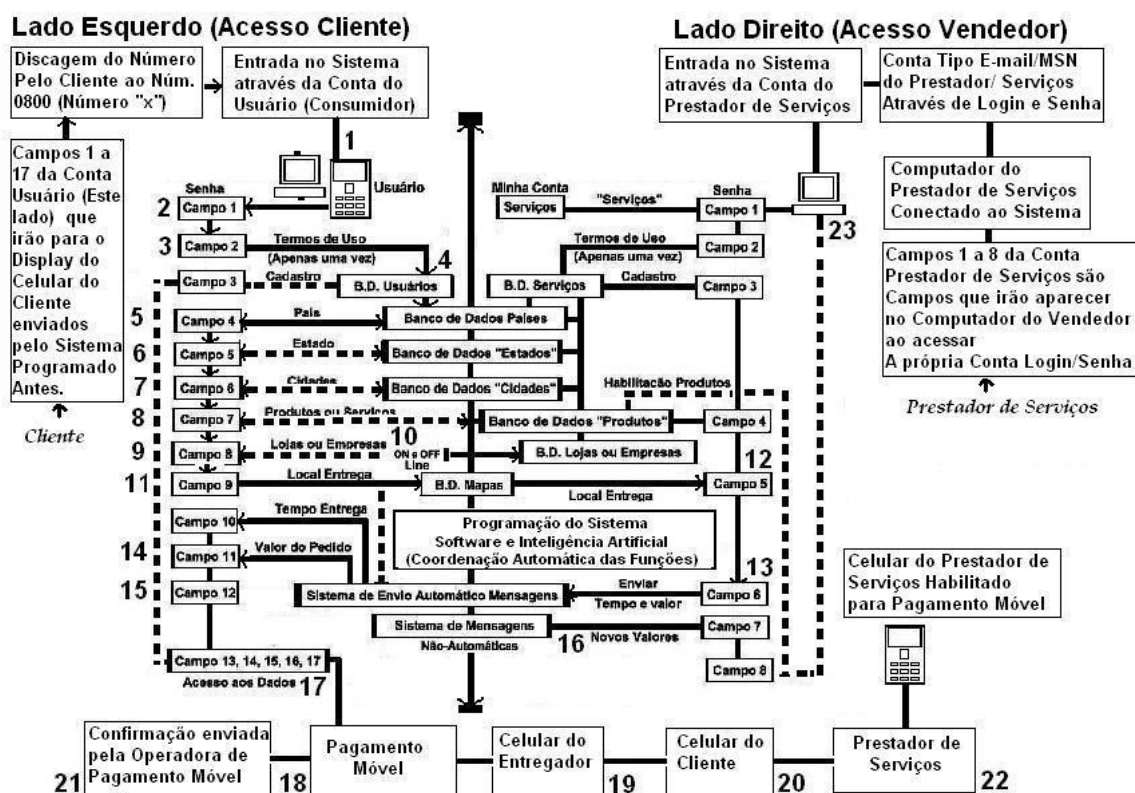 Lado Esquerdo (Acesso Cliente)
Lado Direito (Acesso Vendedor)
Discagem do Número
Pelo Cliente ao Núm.
0800 (Número "x")
Entrada no Sistema
através da Conta do
Usuário (Consumidor)
Entrada no Sistema
através da Conta do
Prestador de Serviços
Conta Tipo E-mail/MSN
do Prestador/ Serviços
Através de Login e Senha
Campos 1 a
17 da Conta
Usuário (Este
lado) que
irão para o
Display do
Celular do
Cliente
enviados
pelo Sistema
Programado
Antes.
Cliente
1
Usuário
Senha
2
Campo 1
3
Campo 2
Termos de Uso
(Apenas uma vez)
4
Campo 3
Cadastro
B.D. Usuários
5
Campo 4
País
Banco de Dados Países
6
Campo 5
Estado
Banco de Dados "Estados"
7
Campo 6
Cidades
Banco de Dados "Cidades"
8
Campo 7
Produtos ou Serviços
Banco de Dados "Produtos"
9
Campo 8
Lojas ou Empresas
10
ON e OFF
Line
B.D. Lojas ou Empresas
11
Campo 9
Local Entrega
B.D. Mapas
Local Entrega
Campo 10
Tempo Entrega
14
Campo 11
Valor do Pedido
15
Campo 12
Programação do Sistema
Software e Inteligência Artificial
(Coordenação Automática das Funções)
Sistema de Envio Automático Mensagens
Sistema de Mensagens
Não-Automáticas
16
Campo 13, 14, 15, 16, 17
Acesso aos Dados
17
Minha Conta
Serviços
"Serviços"
Senha
Campo 1
23
Termos de Uso
(Apenas uma vez)
Campo 2
B.D. Serviços
Cadastro
Campo 3
Habilitacão Produtos
Campo 4
12
Campo 5
13
Enviar
Tempo e valor
Campo 6
Novos Valores
Campo 7
Campo 8
Computador do
Prestador de Serviços
Conectado ao Sistema
Campos 1 a 8 da Conta
Prestador de Serviços são
Campos que irão aparecer
no Computador do Vendedor
ao acessar
A própria Conta Login/Senha
Prestador de Serviços
Celular do Prestador de
Serviços Habilitado
para Pagamento Móvel
21
Confirmação enviada
pela Operadora de
Pagamento Móvel
18
Pagamento
Móvel
Celular do
Entregador
19
Celular do
Cliente
20
Prestador de
Serviços
22